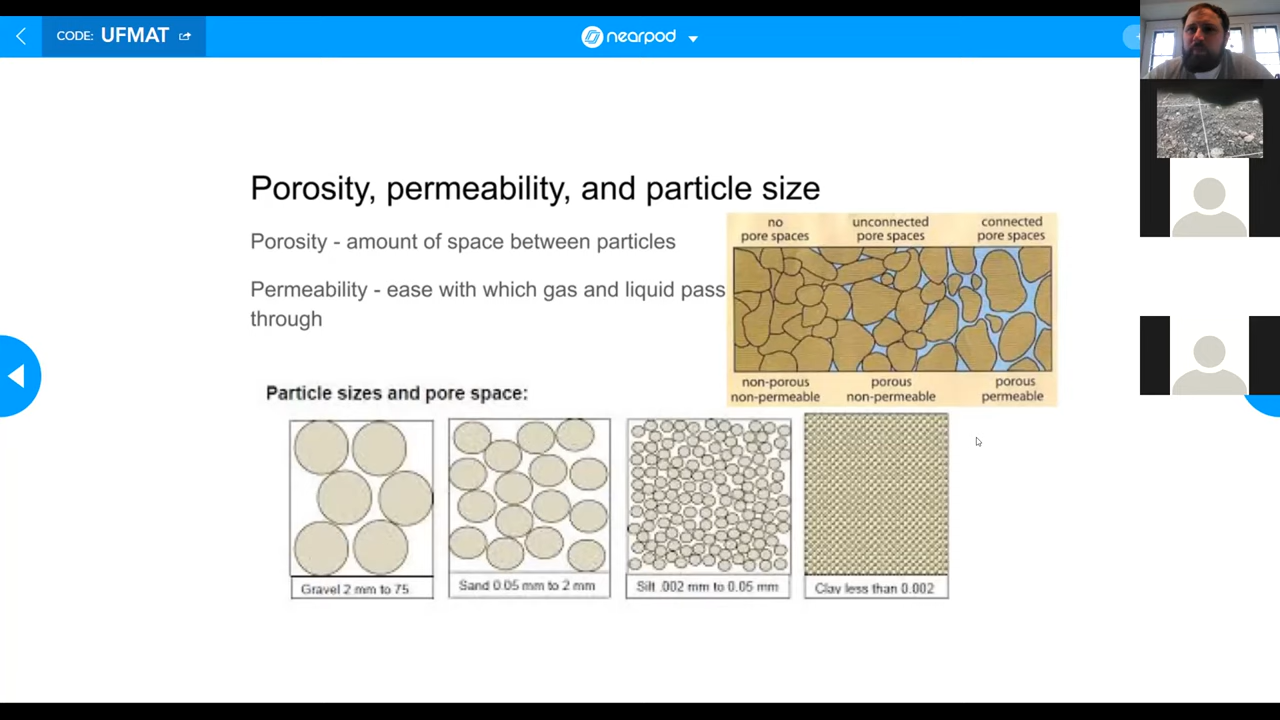 CODE: UFMAT
nearpod
Porosity, permeability, and particle size
Porosity - amount of space between particles
Permeability - ease with which gas and liquid pass
through
no
pore spaces
unconnected
pore spaces
connected
pore spaces
non-porous
non-permeable
porous
non-permeable
porous
permeable
Particle sizes and pore space:
Gravel 2 mm to 75
Sand 0.05 mm to 2 mm
Silt .002 mm to 0.05 mm
Clay less than 0.002